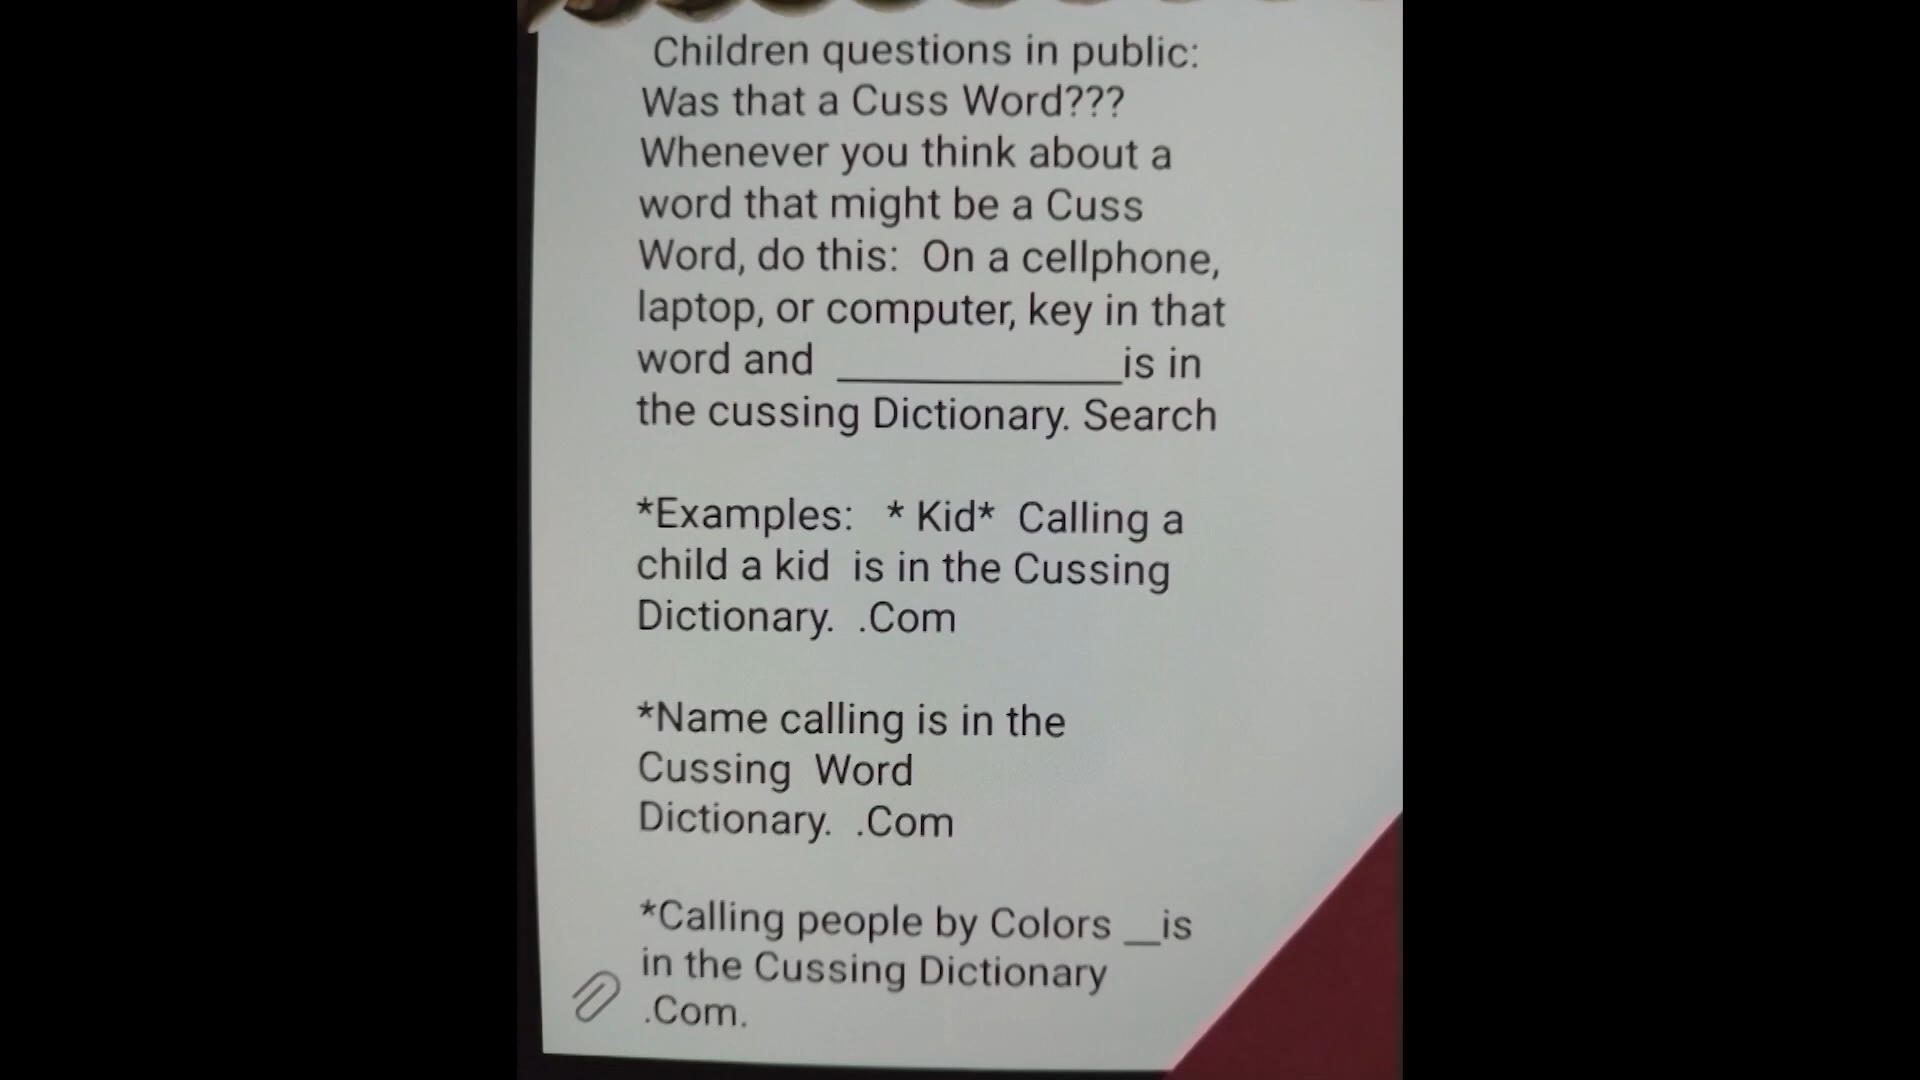 Children questions in public:
Was that a Cuss Word???
Whenever you think about a
word that might be a Cuss
Word, do this:  On a cellphone,
laptop, or computer, key in that
word and  ____________is in
the cussing Dictionary. Search
*Examples:   * Kid*  Calling a
child a kid  is in the Cussing
Dictionary.  .Com
*Name calling is in the
Cussing  Word
Dictionary.  .Com
*Calling people by Colors __is
in the Cussing Dictionary
.Com.